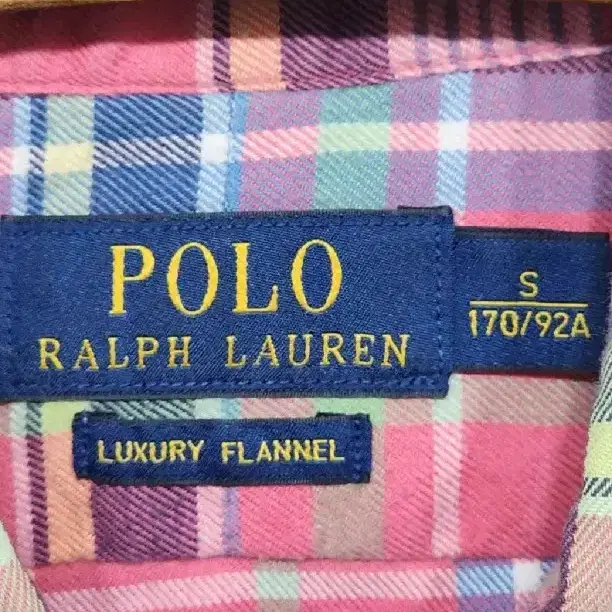 POLO
RALPH LAUREN
S
170/92A
LUXURY FLANNEL